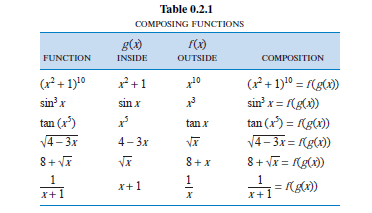 Table 0.2.1
COMPOSING FUNCTIONS
FUNCTION g(x) INSIDE f(x) OUTSIDE COMPOSITION
(x² + 1)¹⁰ x² + 1 x¹⁰ (x² + 1)¹⁰ = f(g(x))
sin³ x sin x x³ sin³ x = f(g(x))
tan (x⁵) x⁵ tan x tan (x⁵) = f(g(x))
√(4 − 3x) 4 − 3x √x √(4 − 3x) = f(g(x))
8 + √x √x 8 + x 8 + √x = f(g(x))
1/(x + 1) x + 1 1/x 1/(x + 1) = f(g(x))